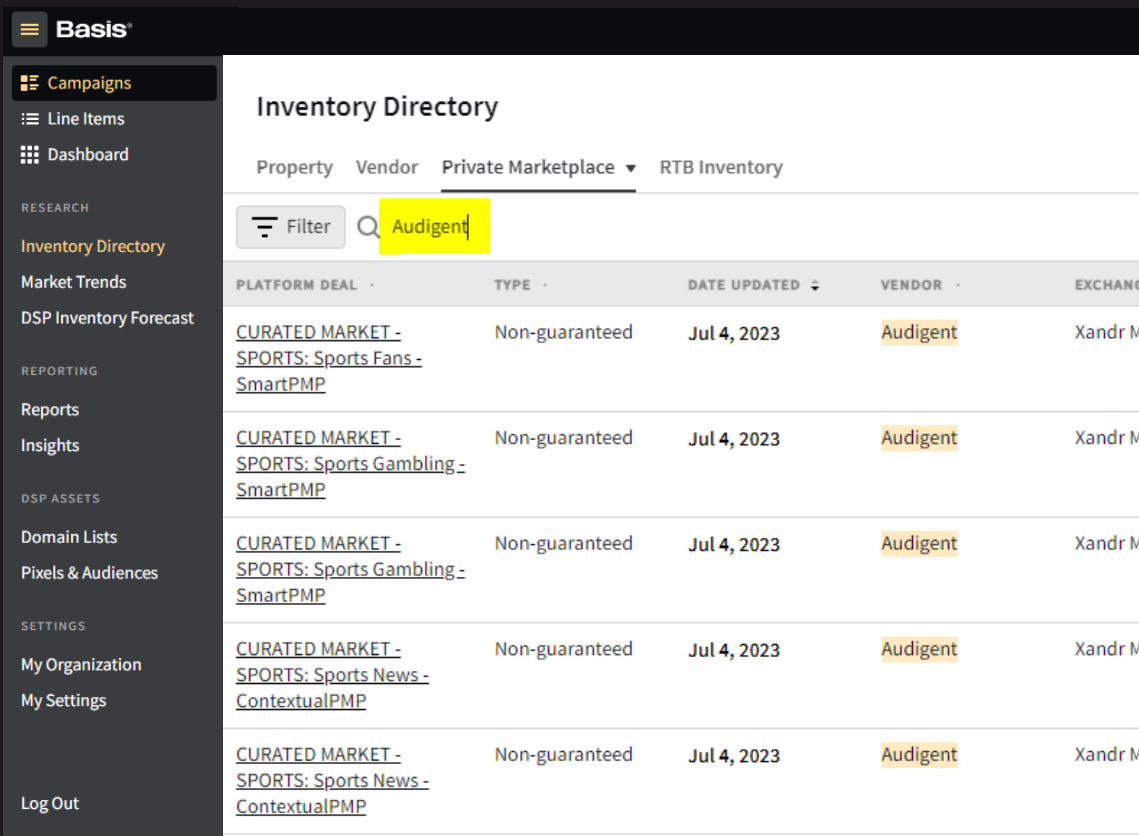 Basis®
Campaigns
Line Items
Dashboard
RESEARCH
Inventory Directory
Market Trends
DSP Inventory Forecast
REPORTING
Reports
Insights
DSP ASSETS
Domain Lists
Pixels & Audiences
SETTINGS
My Organization
My Settings
Log Out
Inventory Directory
Property Vendor Private Marketplace RTB Inventory
Filter Audigent
PLATFORM DEAL TYPE DATE UPDATED VENDOR
CURATED MARKET - Non-guaranteed Jul 4, 2023 Audigent Xandr
SPORTS: Sports Fans -
SmartPMP
CURATED MARKET - Non-guaranteed Jul 4, 2023 Audigent Xandr
SPORTS: Sports Gambling -
SmartPMP
CURATED MARKET - Non-guaranteed Jul 4, 2023 Audigent Xandr
SPORTS: Sports Gambling -
SmartPMP
CURATED MARKET - Non-guaranteed Jul 4, 2023 Audigent Xandr
SPORTS: Sports News -
ContextualPMP
CURATED MARKET - Non-guaranteed Jul 4, 2023 Audigent Xandr
SPORTS: Sports News -
ContextualPMP